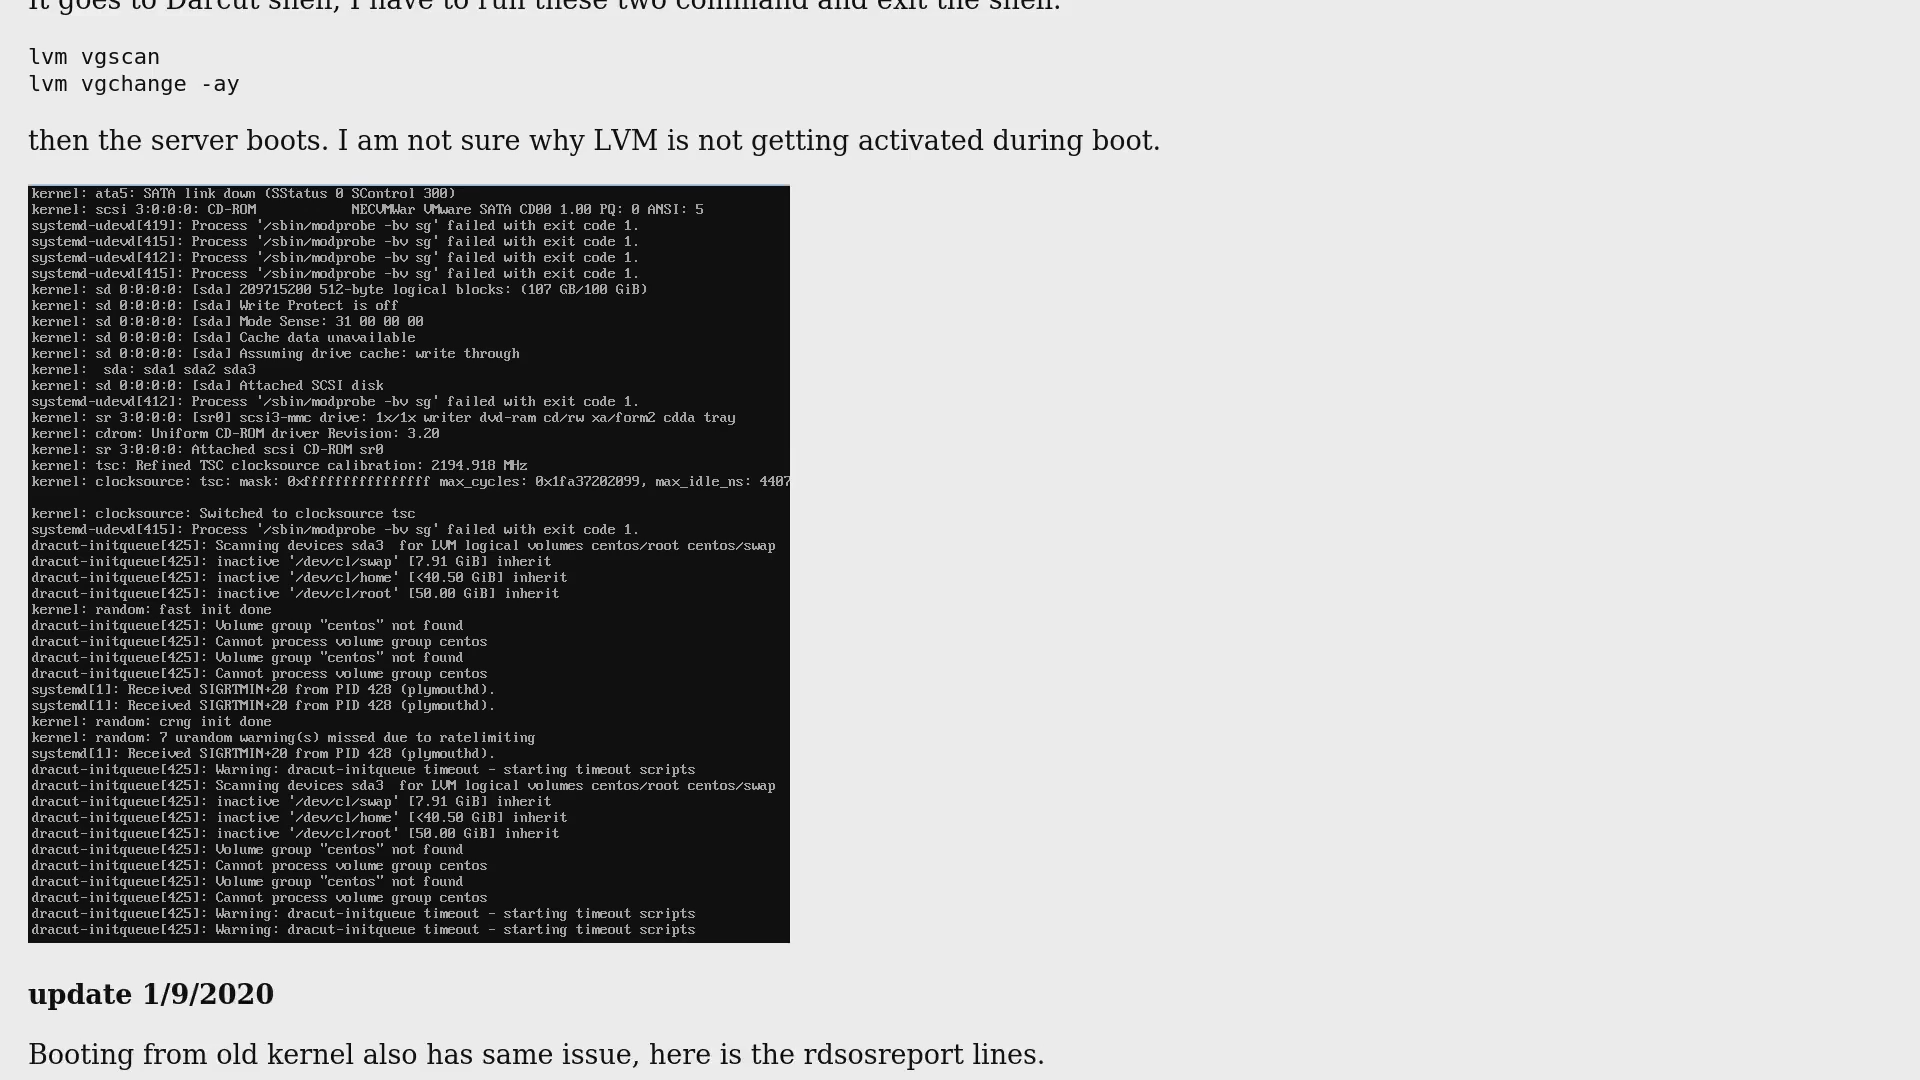 It goes to Darcut shell, I have to run these two command and exit the shell.
lvm vgscan
lvm vgchange -ay
then the server boots. I am not sure why LVM is not getting activated during boot.
kernel: ata5: SATA link down (SStatus 0 SControl 300)
kernel: scsi 3:0:0:0: CD-ROM            NECVMWar VMware SATA CD00 1.00 PQ: 0 ANSI: 5
systemd-udevd[419]: Process '/sbin/modprobe -bv sg' failed with exit code 1.
systemd-udevd[415]: Process '/sbin/modprobe -bv sg' failed with exit code 1.
systemd-udevd[412]: Process '/sbin/modprobe -bv sg' failed with exit code 1.
systemd-udevd[415]: Process '/sbin/modprobe -bv sg' failed with exit code 1.
kernel: sd 0:0:0:0: [sda] 209715200 512-byte logical blocks: (107 GB/100 GiB)
kernel: sd 0:0:0:0: [sda] Write Protect is off
kernel: sd 0:0:0:0: [sda] Mode Sense: 31 00 00 00
kernel: sd 0:0:0:0: [sda] Cache data unavailable
kernel: sd 0:0:0:0: [sda] Assuming drive cache: write through
kernel:  sda: sda1 sda2 sda3
kernel: sd 0:0:0:0: [sda] Attached SCSI disk
systemd-udevd[412]: Process '/sbin/modprobe -bv sg' failed with exit code 1.
kernel: sr 3:0:0:0: [sr0] scsi3-mmc drive: 1x/1x writer dvd-ram cd/rw xa/form2 cdda tray
kernel: cdrom: Uniform CD-ROM driver Revision: 3.20
kernel: sr 3:0:0:0: Attached scsi CD-ROM sr0
kernel: tsc: Refined TSC clocksource calibration: 2194.918 MHz
kernel: clocksource: tsc: mask: 0xffffffffffffffff max_cycles: 0x1fa37202099, max_idle_ns: 4407
kernel: clocksource: Switched to clocksource tsc
systemd-udevd[415]: Process '/sbin/modprobe -bv sg' failed with exit code 1.
dracut-initqueue[425]: Scanning devices sda3  for LVM logical volumes centos/root centos/swap
dracut-initqueue[425]: inactive '/dev/cl/swap' [7.91 GiB] inherit
dracut-initqueue[425]: inactive '/dev/cl/home' [<40.50 GiB] inherit
dracut-initqueue[425]: inactive '/dev/cl/root' [50.00 GiB] inherit
kernel: random: fast init done
dracut-initqueue[425]: Volume group "centos" not found
dracut-initqueue[425]: Cannot process volume group centos
dracut-initqueue[425]: Volume group "centos" not found
dracut-initqueue[425]: Cannot process volume group centos
systemd[1]: Received SIGRTMIN+20 from PID 428 (plymouthd).
systemd[1]: Received SIGRTMIN+20 from PID 428 (plymouthd).
kernel: random: crng init done
kernel: random: 7 urandom warning(s) missed due to ratelimiting
systemd[1]: Received SIGRTMIN+20 from PID 428 (plymouthd).
dracut-initqueue[425]: Warning: dracut-initqueue timeout - starting timeout scripts
dracut-initqueue[425]: Scanning devices sda3  for LVM logical volumes centos/root centos/swap
dracut-initqueue[425]: inactive '/dev/cl/swap' [7.91 GiB] inherit
dracut-initqueue[425]: inactive '/dev/cl/home' [<40.50 GiB] inherit
dracut-initqueue[425]: inactive '/dev/cl/root' [50.00 GiB] inherit
dracut-initqueue[425]: Volume group "centos" not found
dracut-initqueue[425]: Cannot process volume group centos
dracut-initqueue[425]: Volume group "centos" not found
dracut-initqueue[425]: Cannot process volume group centos
dracut-initqueue[425]: Warning: dracut-initqueue timeout - starting timeout scripts
dracut-initqueue[425]: Warning: dracut-initqueue timeout - starting timeout scripts
update 1/9/2020
Booting from old kernel also has same issue, here is the rdsosreport lines.